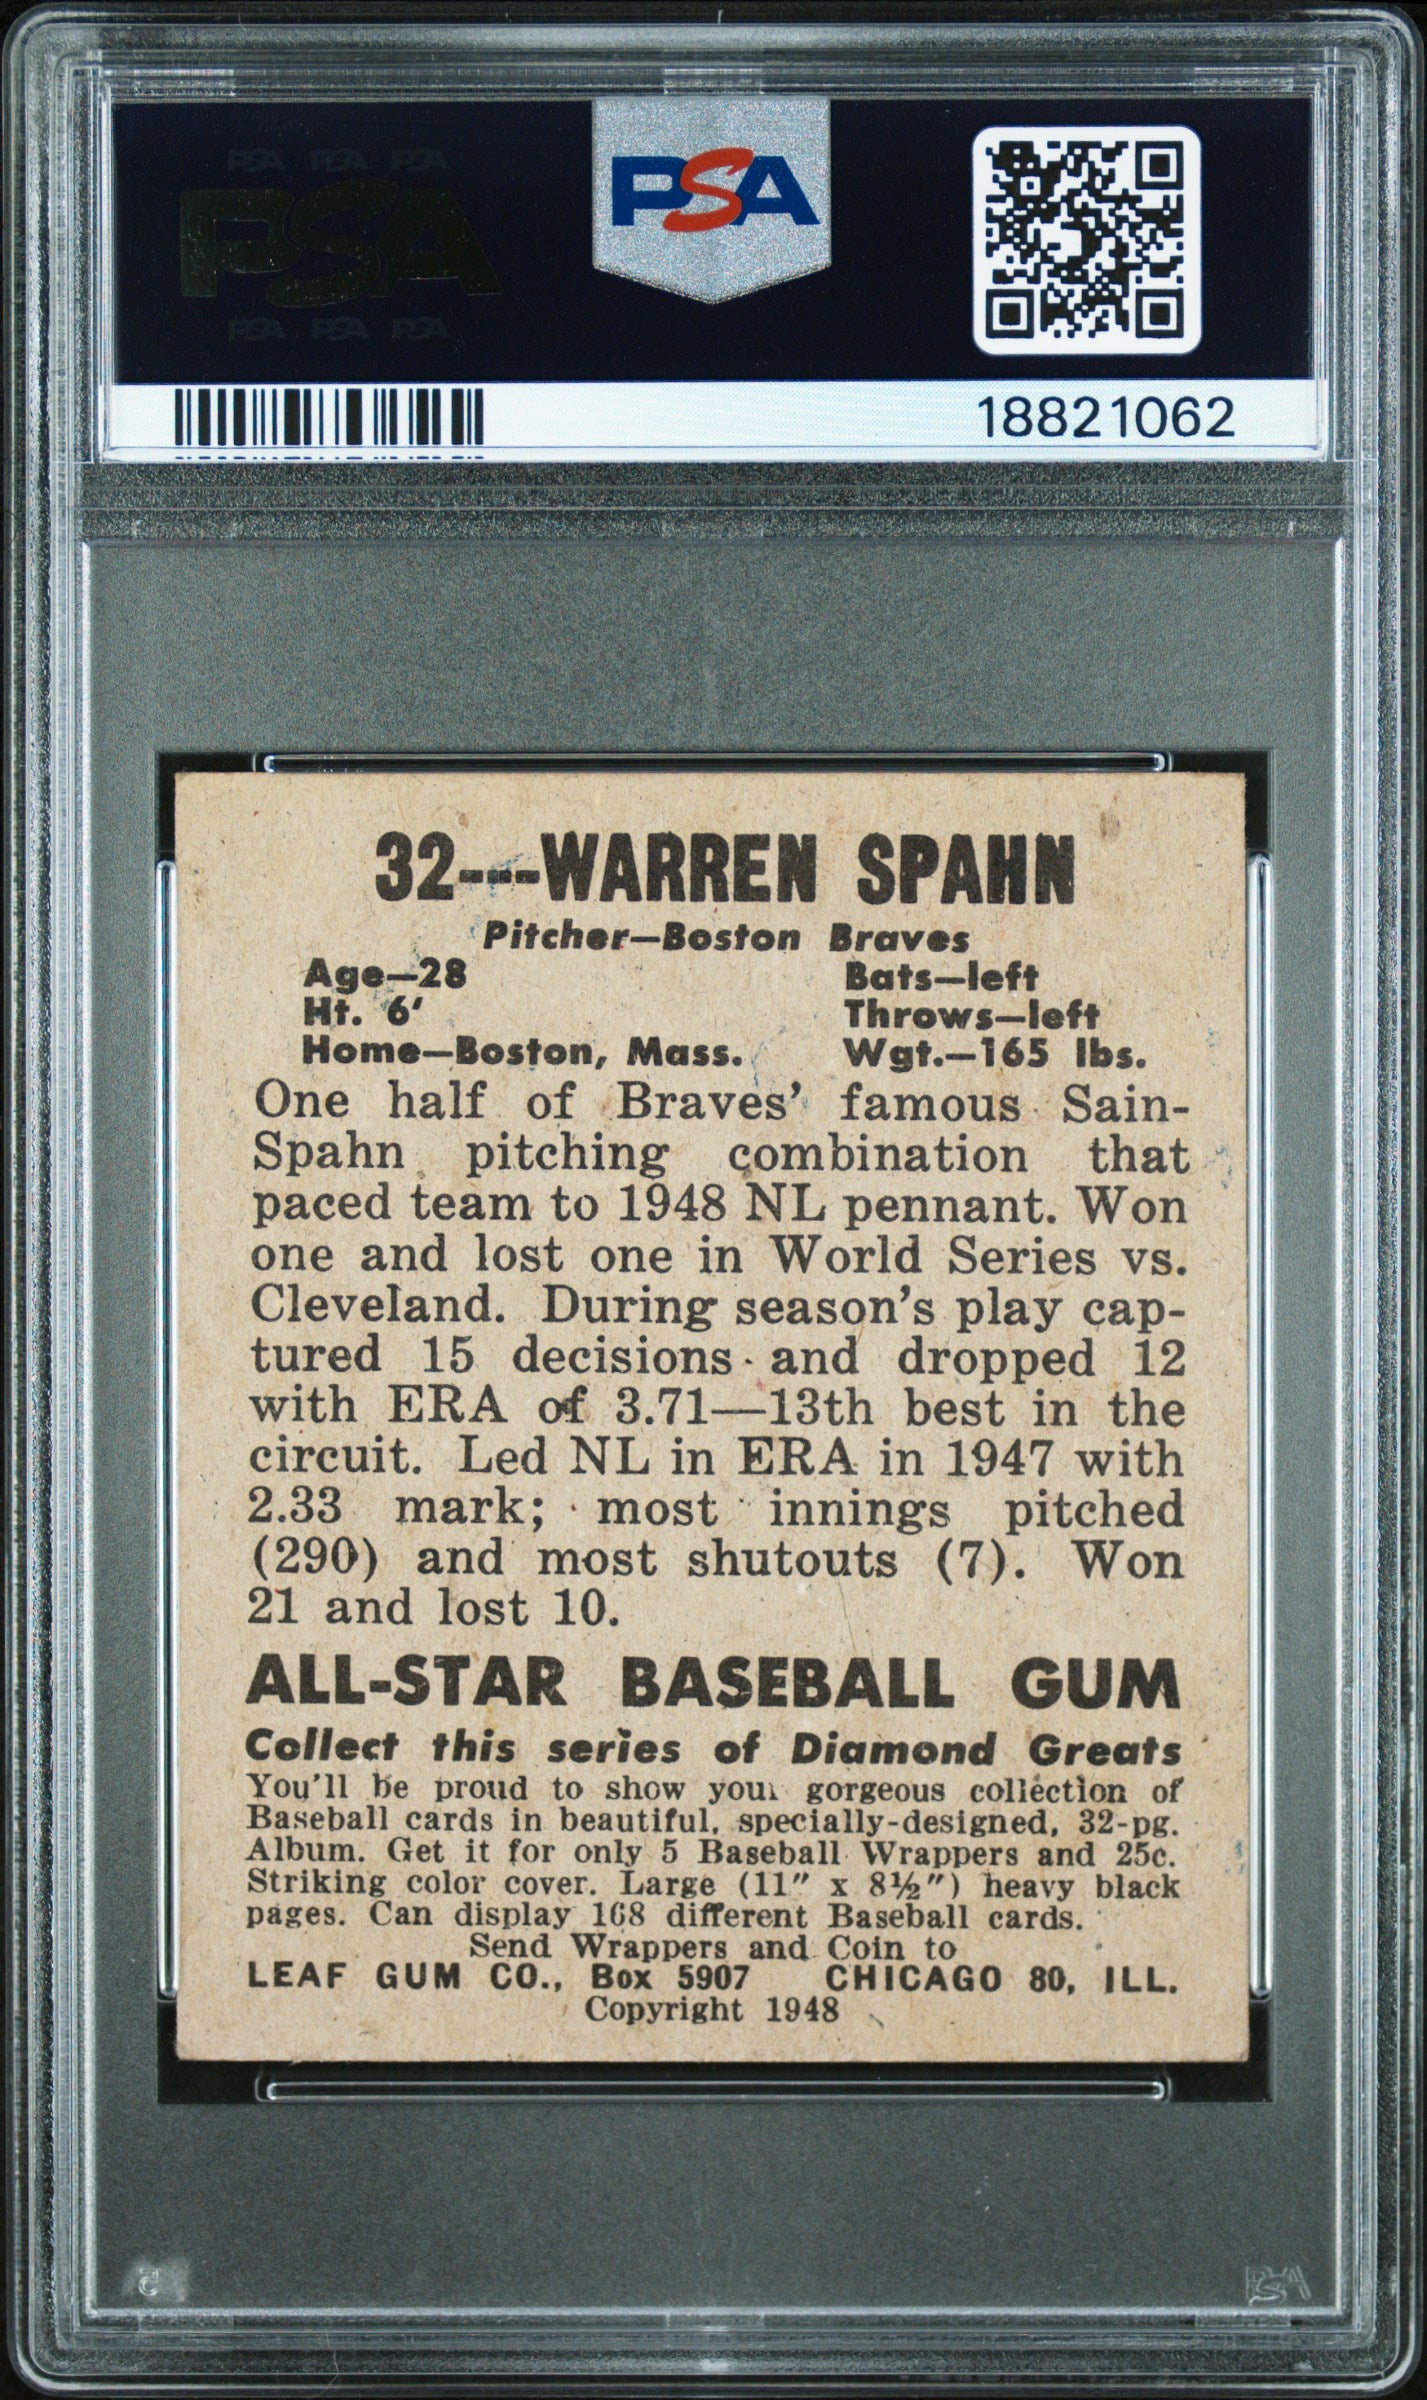 PSA PSA PSA
PSA
PSA PSA PSA
PSA
18821062
32---WARREN SPAHN
Pitcher—Boston Braves
Age—28 Bats—left
Ht. 6' Throws—left
Home—Boston, Mass. Wgt.—165 lbs.
One half of Braves' famous Sain-
Spahn pitching combination that
paced team to 1948 NL pennant. Won
one and lost one in World Series vs.
Cleveland. During season's play cap-
tured 15 decisions and dropped 12
with ERA of 3.71—13th best in the
circuit. Led NL in ERA in 1947 with
2.33 mark; most innings pitched
(290) and most shutouts (7). Won
21 and lost 10.
ALL-STAR BASEBALL GUM
Collect this series of Diamond Greats
You'll be proud to show your gorgeous collection of
Baseball cards in beautiful, specially-designed, 32-pg.
Album. Get it for only 5 Baseball Wrappers and 25c.
Striking color cover. Large (11" x 8½") heavy black
pages. Can display 168 different Baseball cards.
Send Wrappers and Coin to
LEAF GUM CO., Box 5907 CHICAGO 80, ILL.
Copyright 1948
PSA